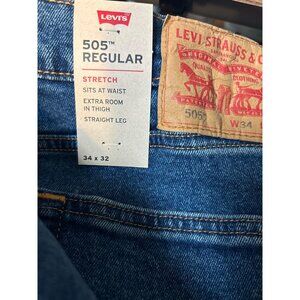 Levi's
505™
REGULAR
STRETCH
SITS AT WAIST
EXTRA ROOM
IN THIGH
STRAIGHT LEG
34 x 32
LEVI STRAUSS & C
505
W34